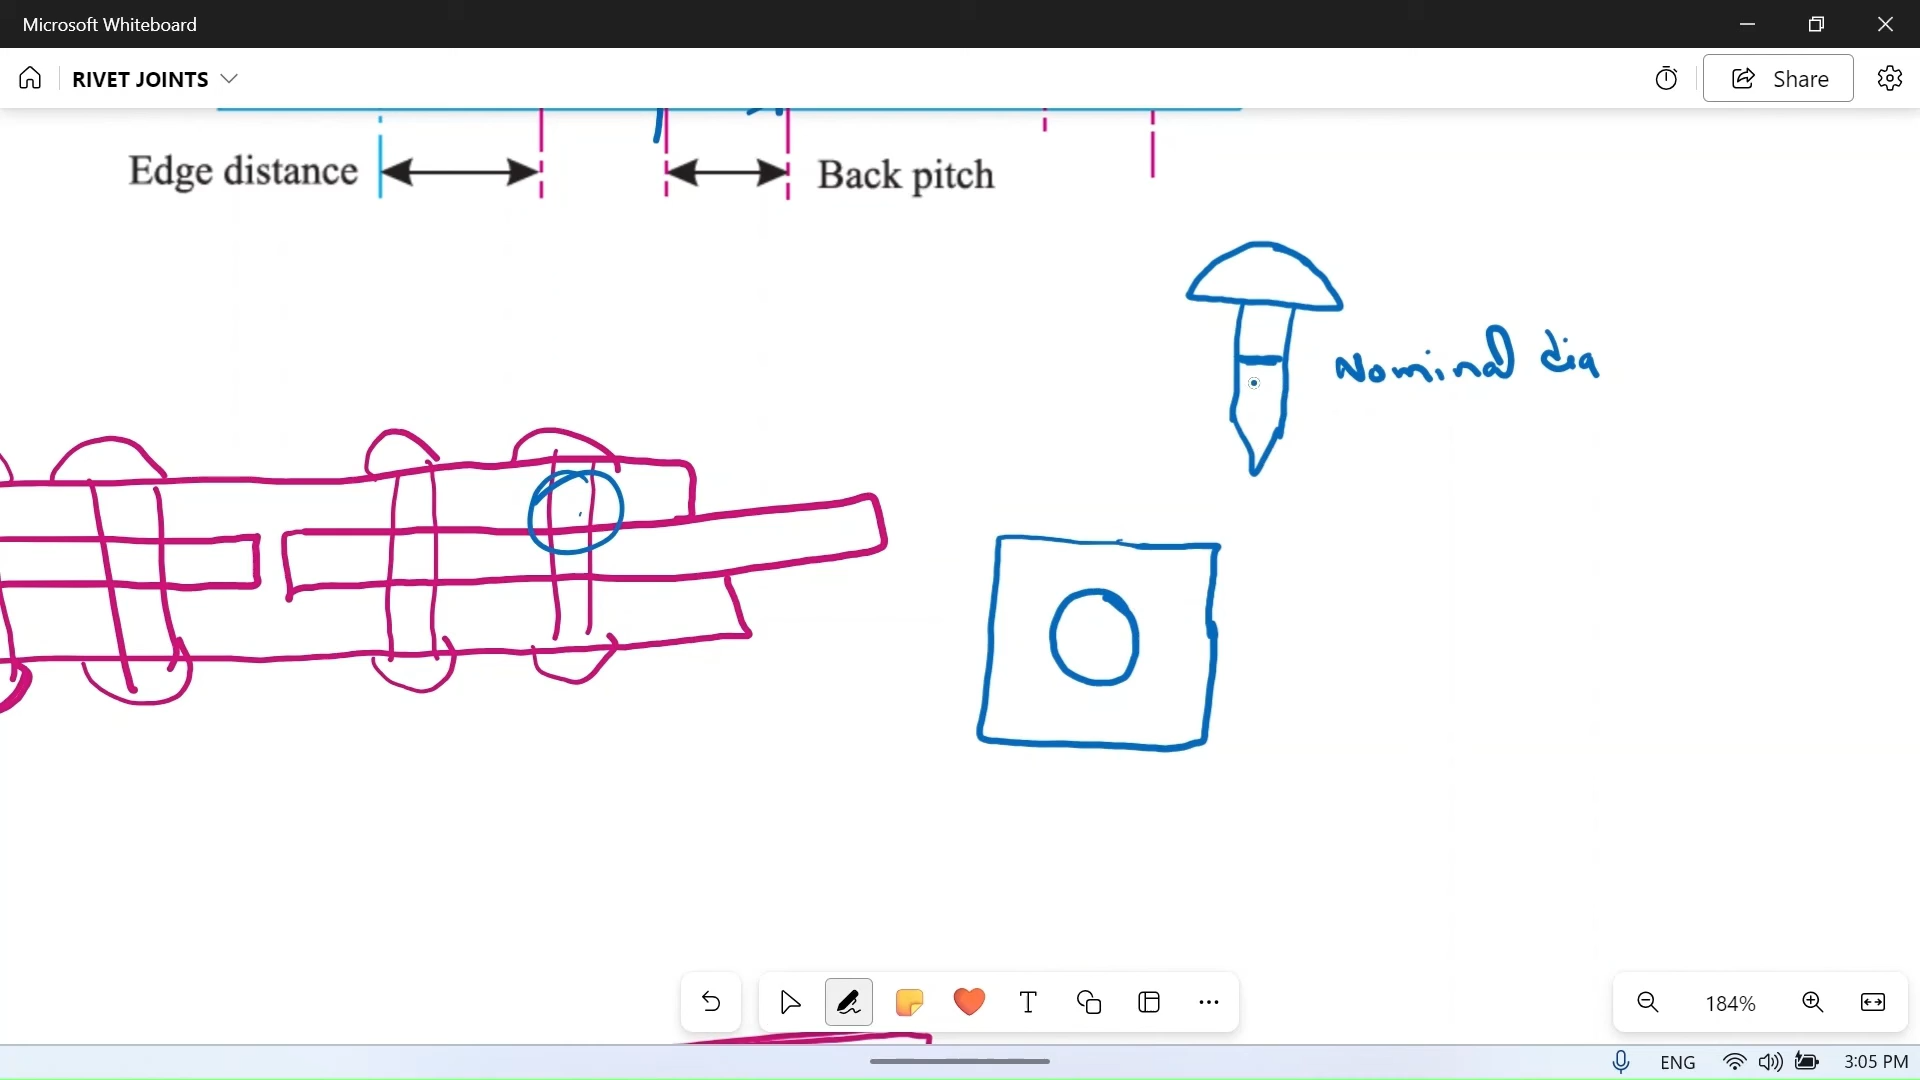 Microsoft Whiteboard
RIVET JOINTS
Share
Edge distance
Back pitch
Nominal dia
184%
ENG
3:05 PM